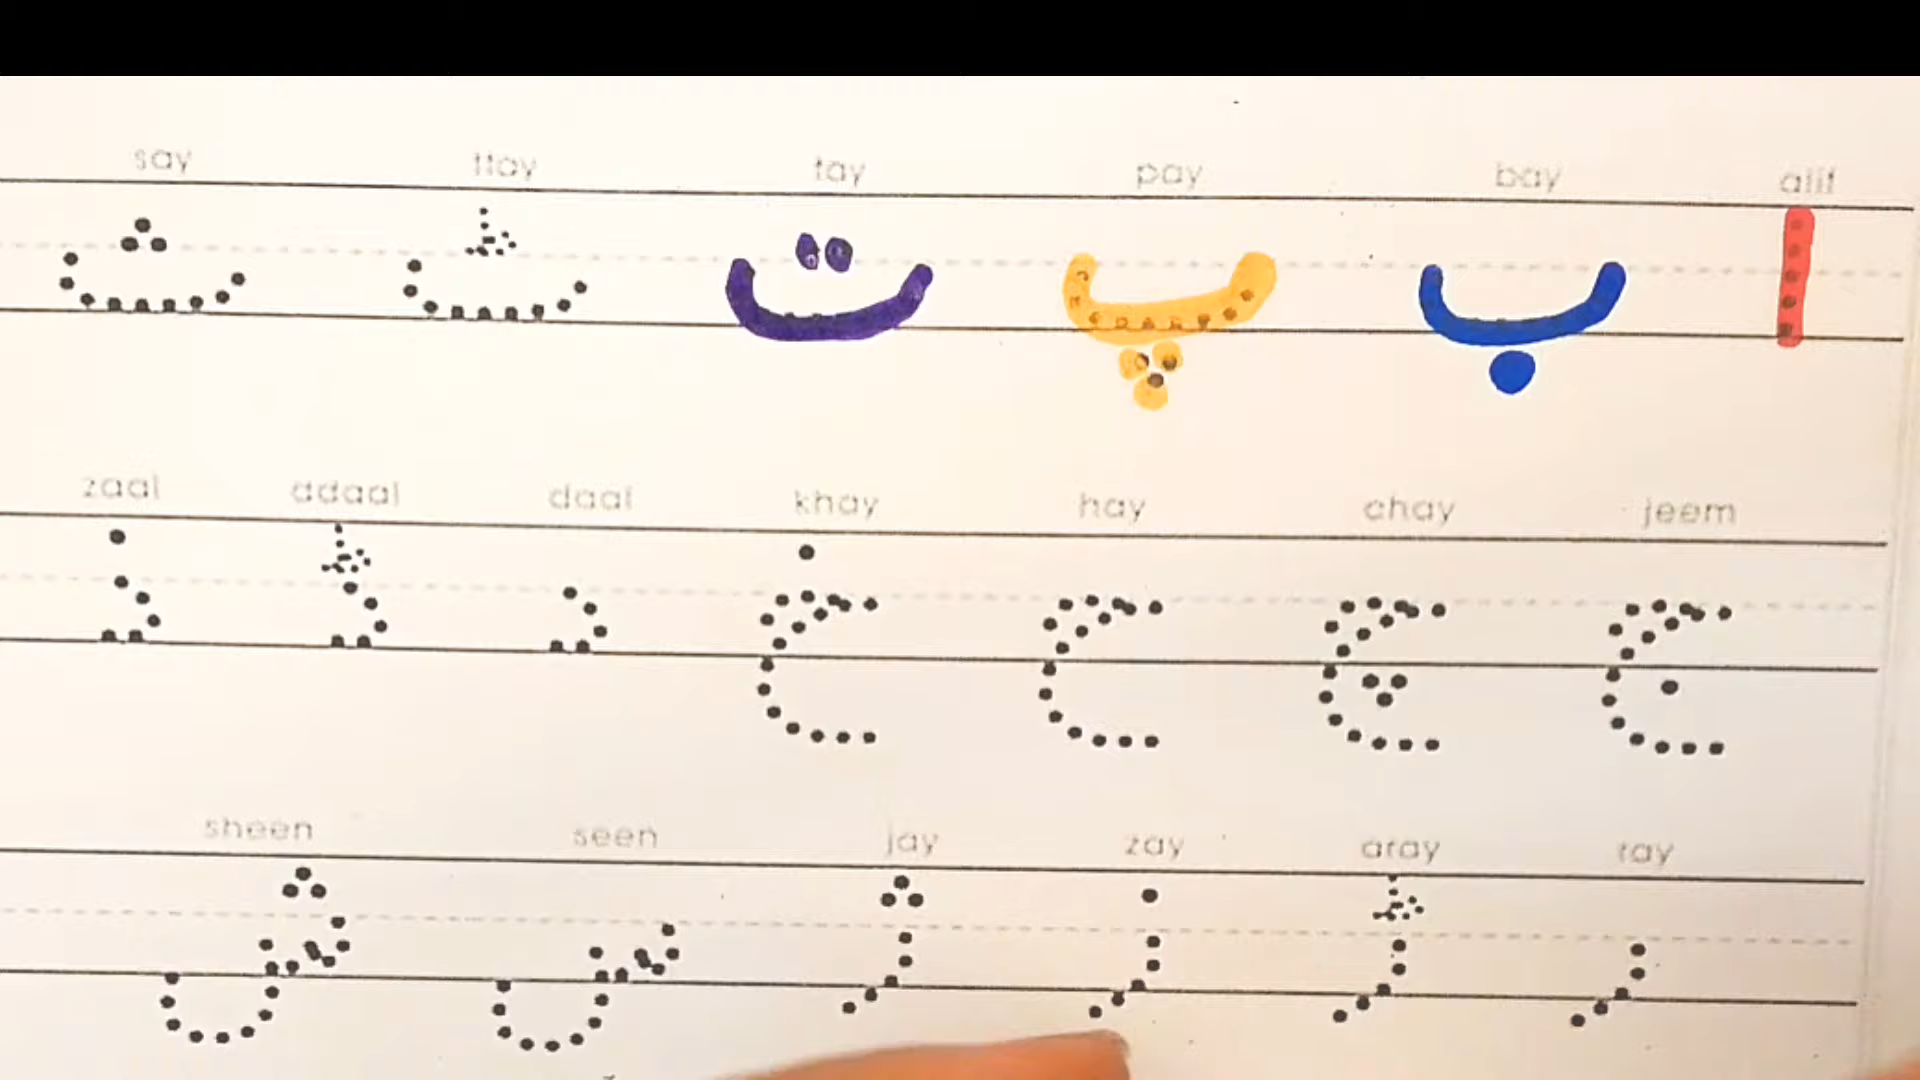 say ttay tay pay bay alif
ا ب پ ت ٹ ث
zaal ddaal daal khay hay chay jeem
ج چ ح خ د ڈ ذ
sheen seen jay zay aray ray
ر ڑ ز ژ س ش